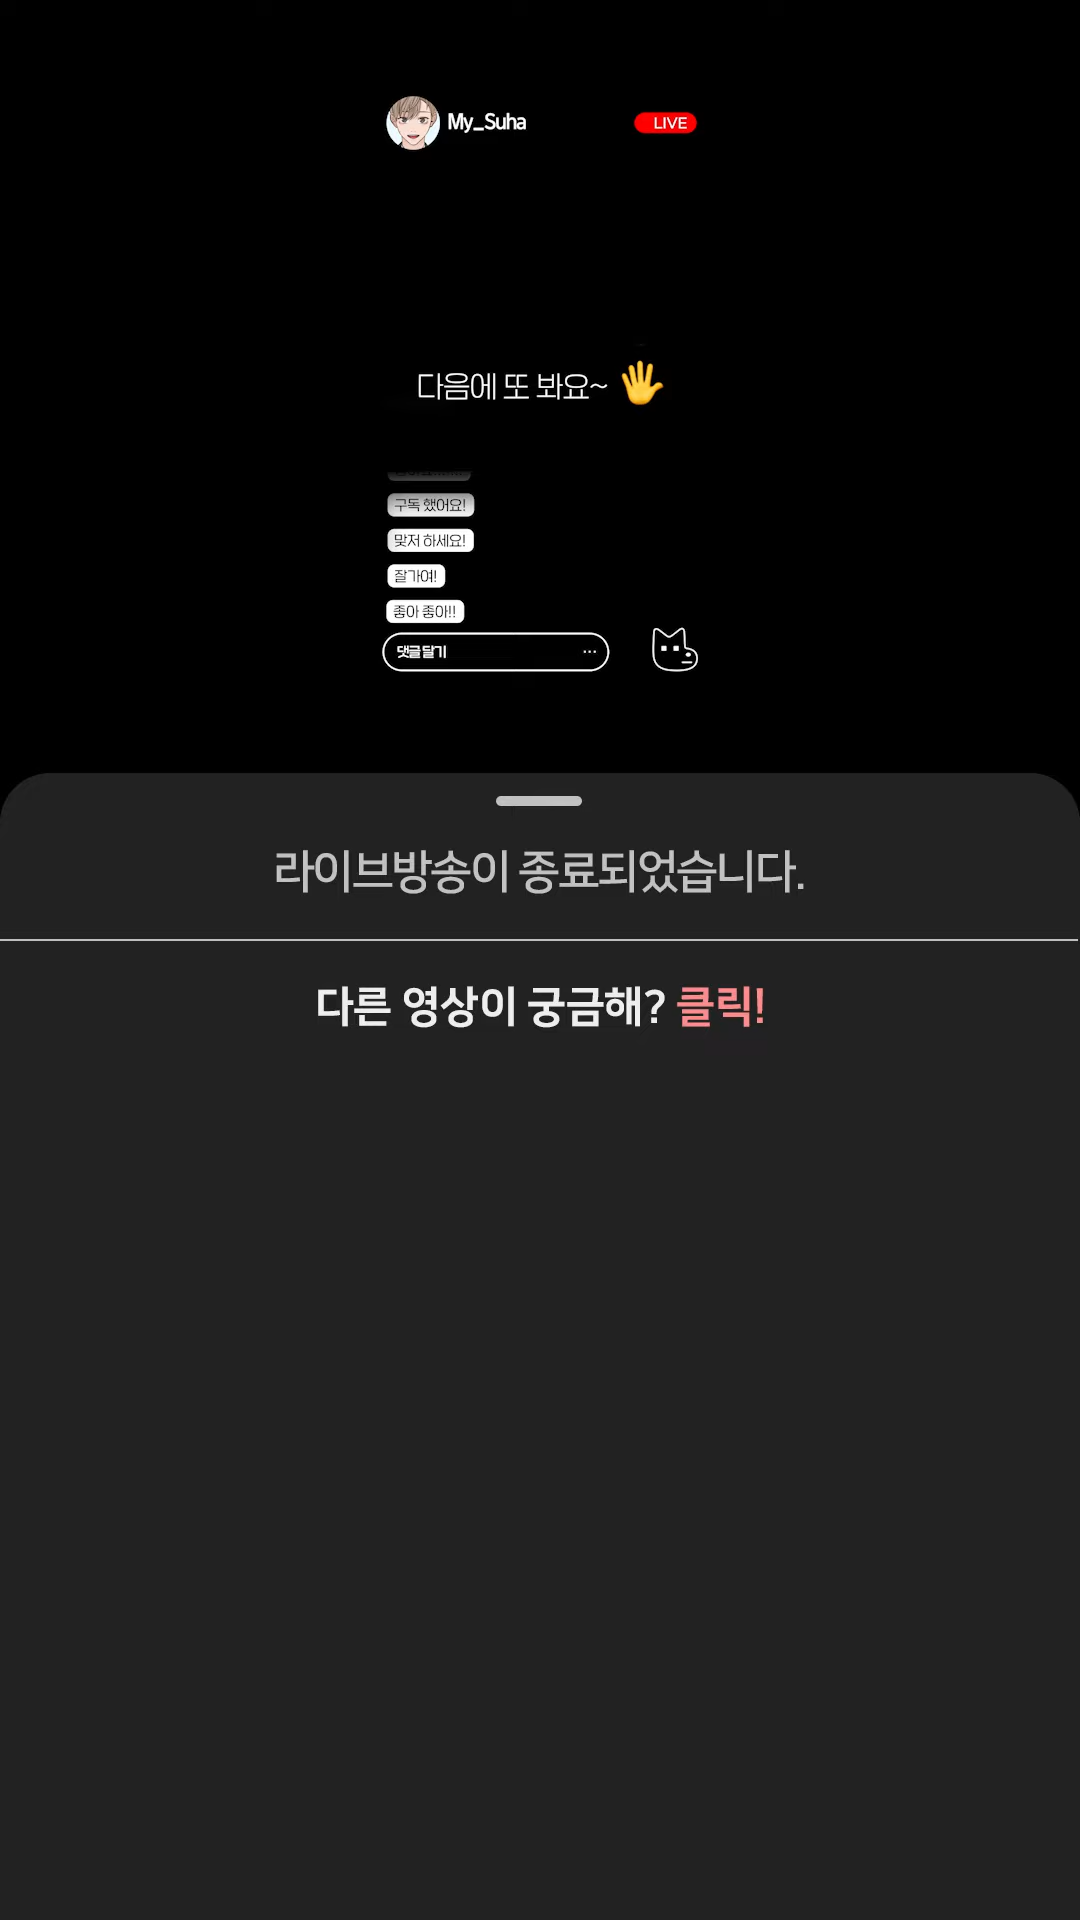 My_Suha
LIVE
다음에 또 봐요~ 🖐
구독 했어요!
맞저 하세요!
잘가여!
좋아 좋아!!
댓글 달기 ...
라이브방송이 종료되었습니다.
다른 영상이 궁금해? 클릭!